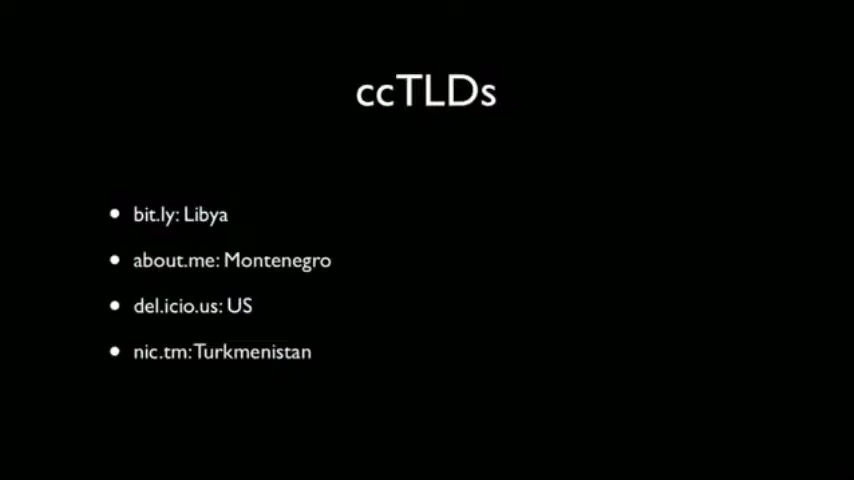 ccTLDs
• bit.ly: Libya
• about.me: Montenegro
• del.icio.us: US
• nic.tm: Turkmenistan